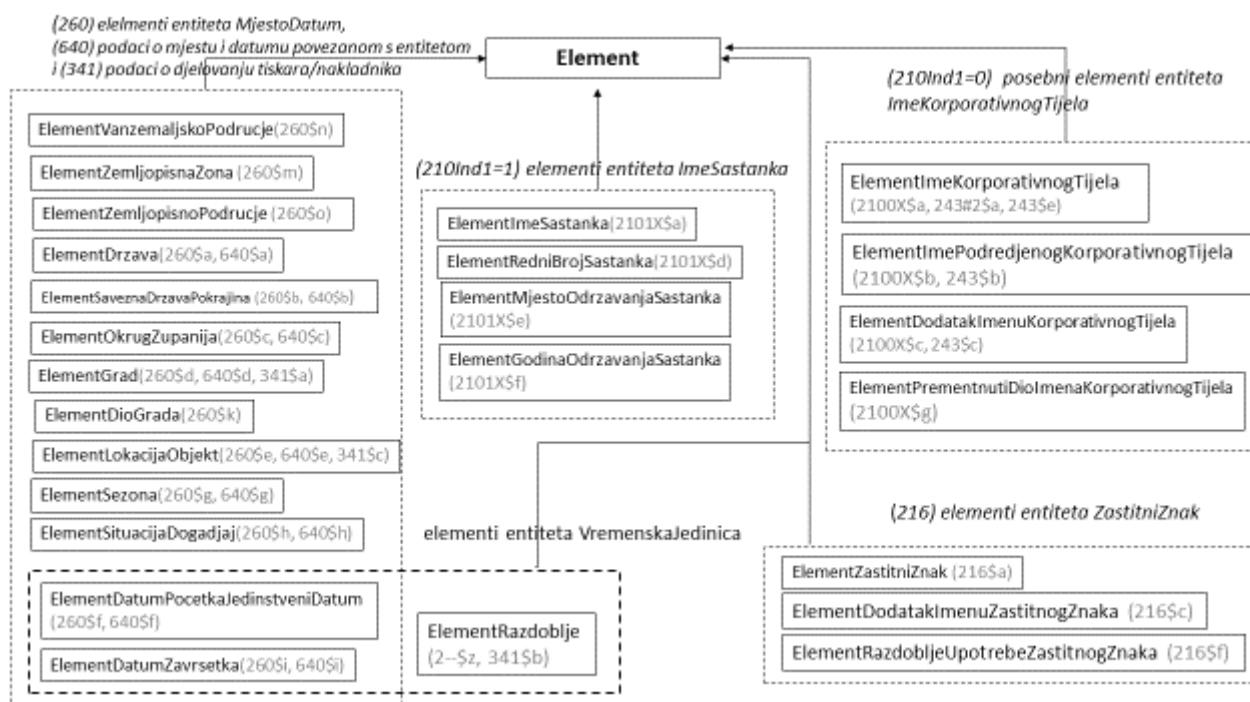 (260) elelmenti entiteta MjestoDatum,
(640) podaci o mjestu i datumu povezanom s entitetom
i (341) podaci o djelovanju tiskara/nakladnika
Element
(210Ind1=0) posebni elementi entiteta
ImeKorporativnogTijela
ElementVanzemaljskoPodrucje(260$n)
ElementZemljopisnaZona (260$m)
ElementZemljopisnoPodrucje (260$o)
ElementDrzava(260$a, 640$a)
ElementSaveznaDrzavaPokrajina (260$b, 640$b)
ElementOkrugZupanija(260$c, 640$c)
ElementGrad(260$d, 640$d, 341$a)
ElementDioGrada(260$k)
ElementLokacijaObjekt(260$e, 640$e, 341$c)
ElementSezona(260$g, 640$g)
ElementSituacijaDogadjaj(260$h, 640$h)
ElementDatumPocetkaJedinstveniDatum
(260$f, 640$f)
ElementDatumZavrsetka(260$i, 640$i)
(210Ind1=1) elementi entiteta ImeSastanka
ElementImeSastanka(2101X$a)
ElementRedniBrojSastanka(2101X$d)
ElementMjestoOdrzavanjaSastanka
(2101X$e)
ElementGodinaOdrzavanjaSastanka
(2101X$f)
elementi entiteta VremenskaJedinica
ElementRazdoblje
(2--$z, 341$b)
ElementImeKorporativnogTijela
(2100X$a, 243#2$a, 243$e)
ElementImePodredjenogKorporativnogTijela
(2100X$b, 243$b)
ElementDodatakImenuKorporativnogTijela
(2100X$c, 243$c)
ElementPrementnutiDioImenaKorporativnogTijela
(2100X$g)
(216) elementi entiteta ZastitniZnak
ElementZastitniZnak (216$a)
ElementDodatakImenuZastitnogZnaka (216$c)
ElementRazdobljeUpotrebeZastitnogZnaka (216$f)